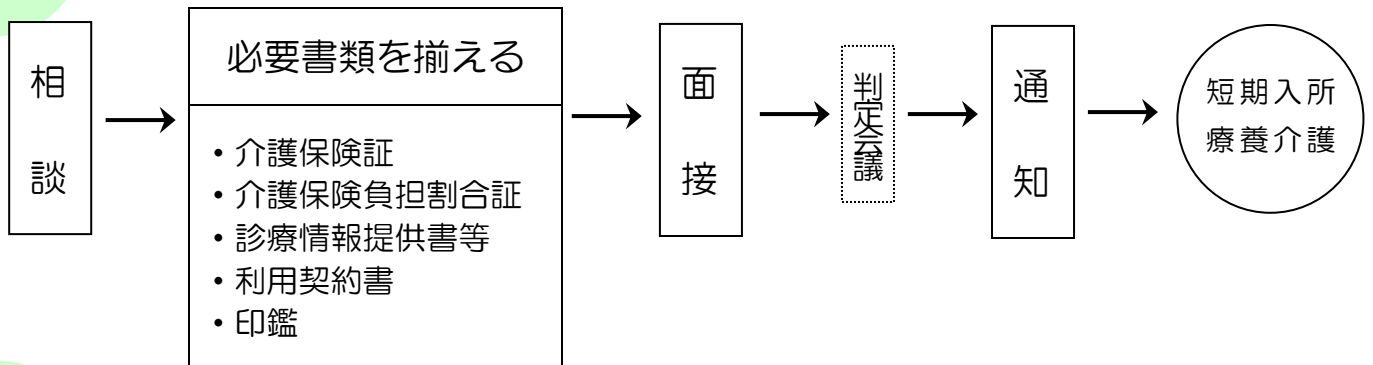 相談
必要書類を揃える
・介護保険証
・介護保険負担割合証
・診療情報提供書等
・利用契約書
・印鑑
面接
判定会議
通知
短期入所
療養介護